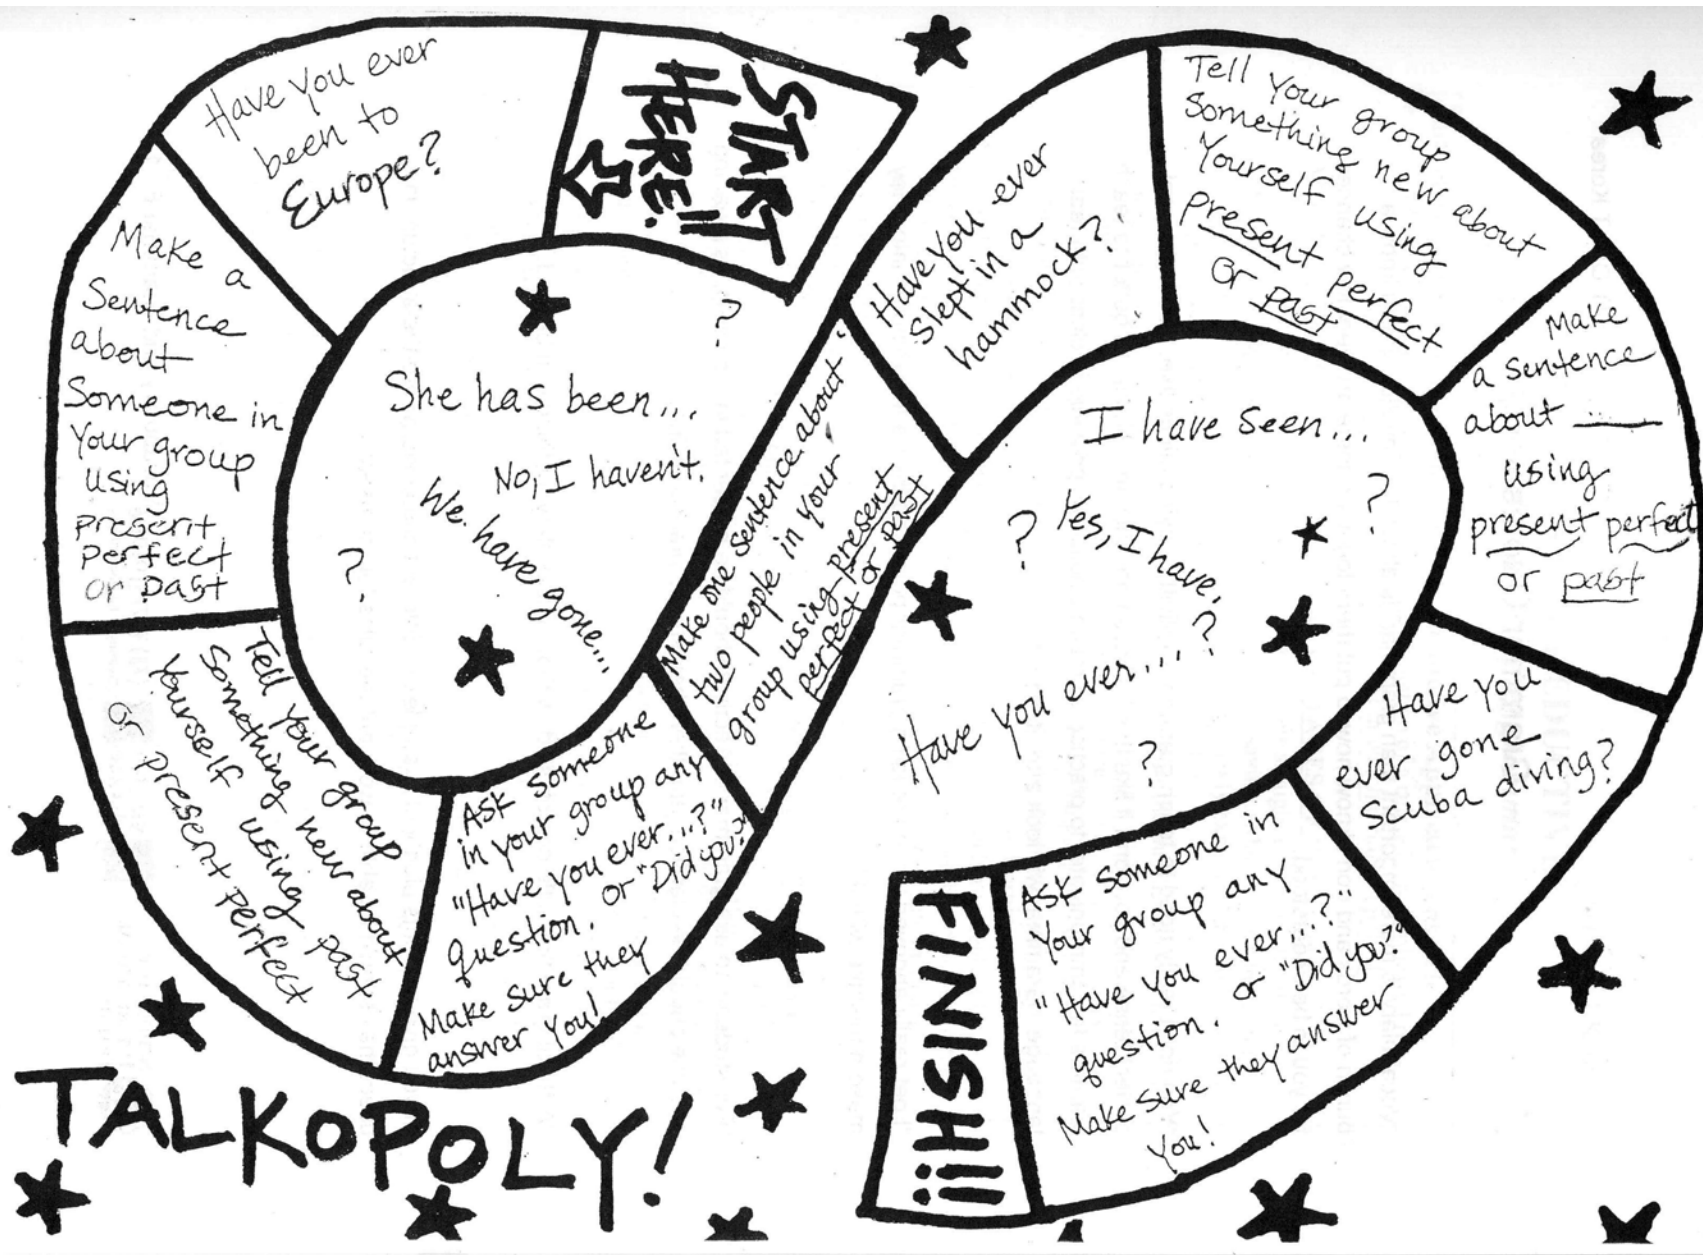 START
HERE!!
Have you ever
been to
Europe?
Make a
Sentence
about
Someone in
Your group
using
present
perfect
or past
Tell your group
Something new about
Yourself using past
or present perfect
Ask someone
in your group any
"Have you ever...?"
question. or "Did you?"
Make sure they
answer You!
Make one sentence about
two people in your
group using present
perfect or past
Have you ever
Slept in a
hammock?
Tell Your group
Something new about
Yourself using
present perfect
or past
Make
a sentence
about ____
using
present perfect
or past
Have you
ever gone
Scuba diving?
Ask someone in
Your group any
"Have you ever...?"
question. or "Did you?"
Make sure they answer
You!
FINISH!!!
She has been...
No, I haven't.
We have gone...
?
?
I have seen...
Yes, I have.
Have you ever....?
?
?
?
TALKOPOLY!